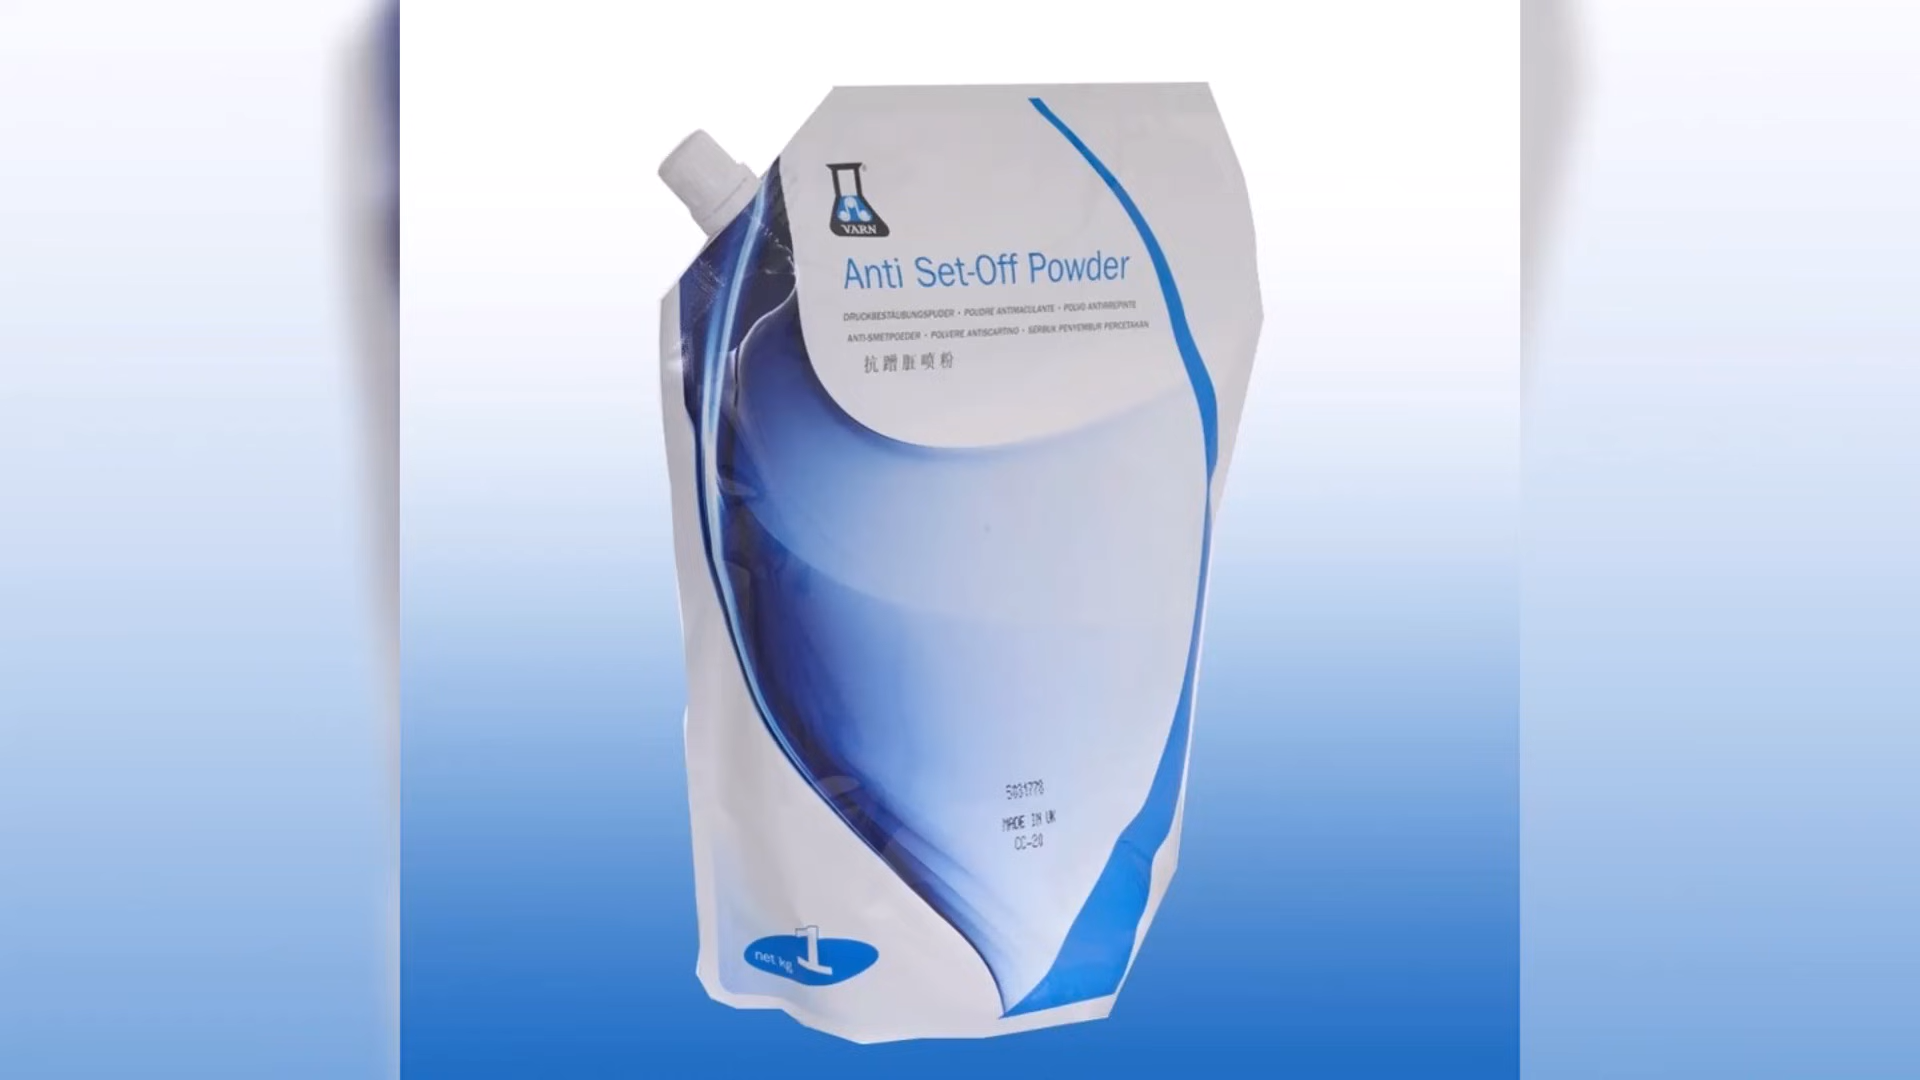 VARN
Anti Set-Off Powder
DRUCKBESTÄUBUNGSPUDER • POUDRE ANTIMACULANTE • POLVO ANTIRREPINTE
ANTI-SMETPOEDER • POLVERE ANTISCARTINO • SERBUK PENYEMBUR PERCETAKAN
抗蹭脏喷粉
5031778
MADE IN UK
CC-20
net kg 1